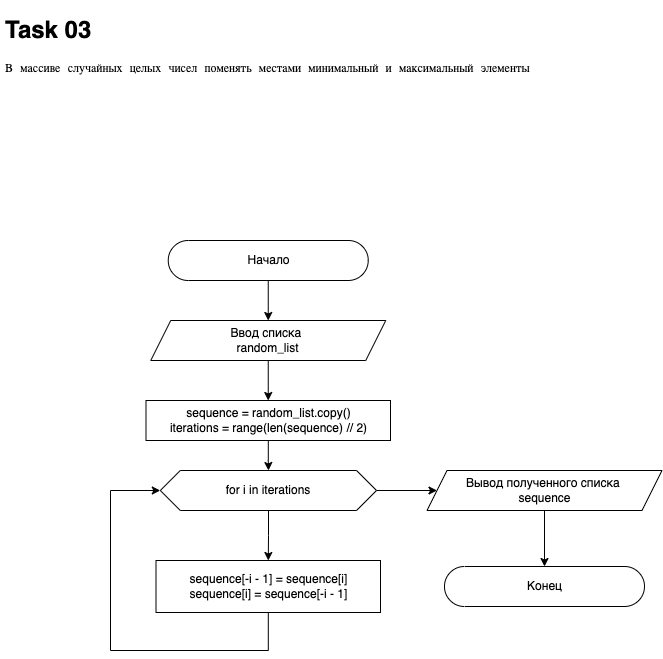 Task 03
В массиве случайных целых чисел поменять местами минимальный и максимальный элементы
Начало
Ввод списка
random_list
sequence = random_list.copy()
iterations = range(len(sequence) // 2)
for i in iterations
Вывод полученного списка
sequence
sequence[-i - 1] = sequence[i]
sequence[i] = sequence[-i - 1]
Конец